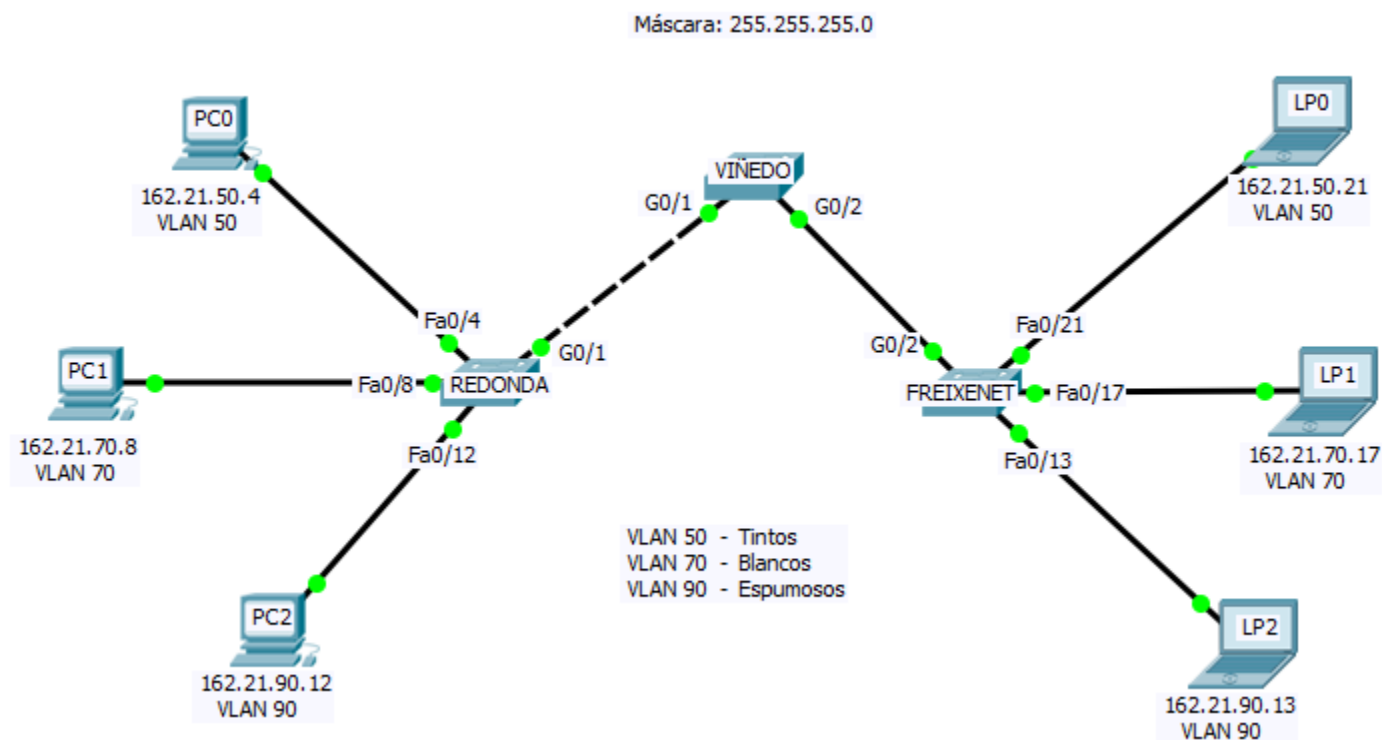 Máscara: 255.255.255.0
PC0
162.21.50.4
VLAN 50
LP0
162.21.50.21
VLAN 50
VIÑEDO
G0/1
G0/2
Fa0/4
G0/1
PC1
Fa0/8
REDONDA
162.21.70.8
VLAN 70
Fa0/12
G0/2
Fa0/21
FREIXENET
Fa0/17
LP1
162.21.70.17
VLAN 70
Fa0/13
VLAN 50 - Tintos
VLAN 70 - Blancos
VLAN 90 - Espumosos
PC2
162.21.90.12
VLAN 90
LP2
162.21.90.13
VLAN 90